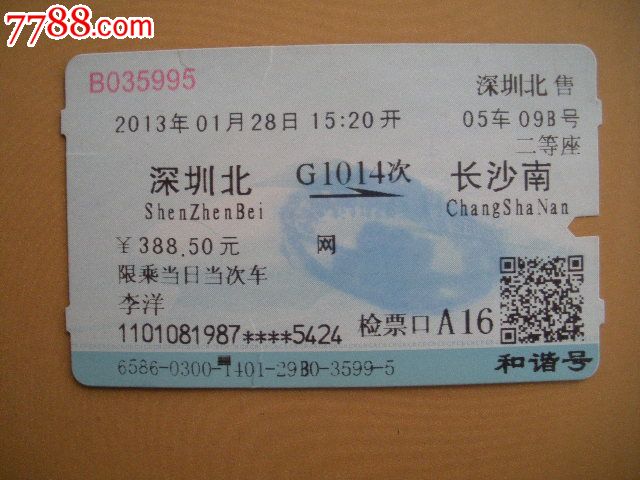 7788.com
B035995
深圳北 售
2013年01月28日 15:20开
05车 09B号
二等座
深圳北 G1014次 长沙南
ShenZhenBei ChangShaNan
￥388.50元 网
限乘当日当次车
李洋
1101081987****5424 检票口 A16
6586-0300-1401-29B0-3599-5 和谐号